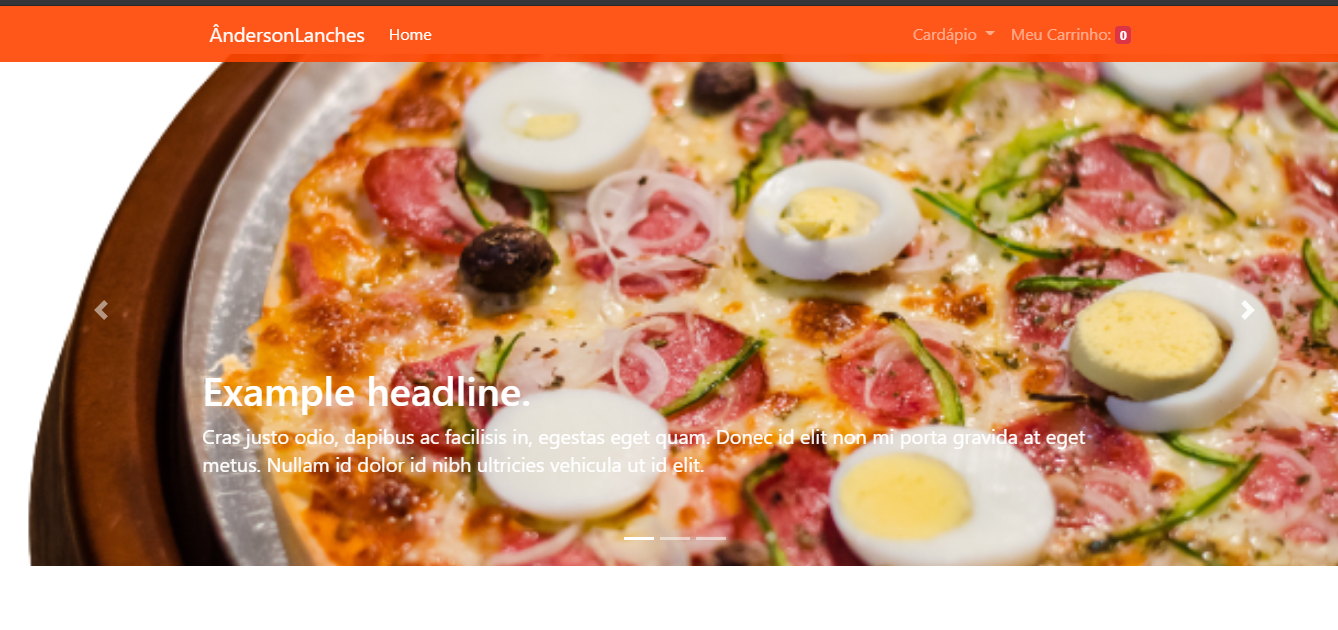 ÂndersonLanches Home Cardápio Meu Carrinho: 0
Example headline.
Cras justo odio, dapibus ac facilisis in, egestas eget quam. Donec id elit non mi porta gravida at eget
metus. Nullam id dolor id nibh ultricies vehicula ut id elit.